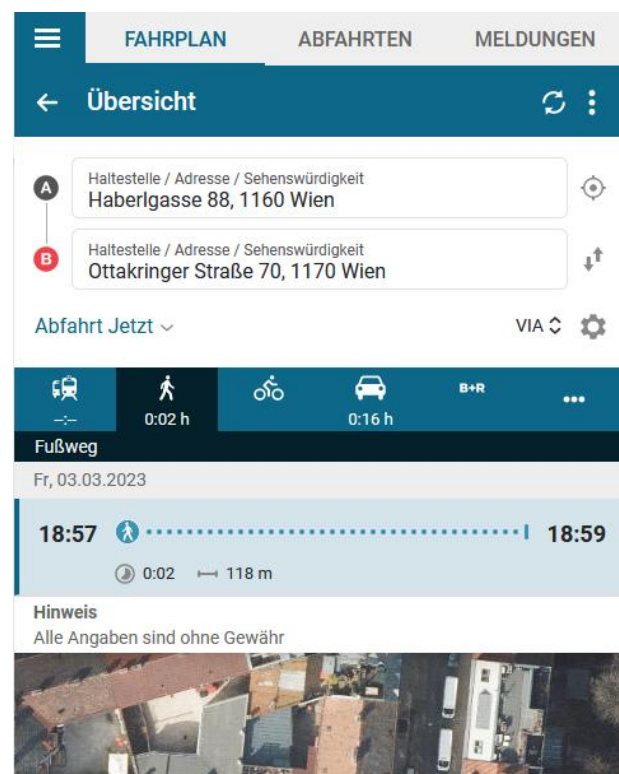 FAHRPLAN ABFAHRTEN MELDUNGEN
Übersicht
A
Haltestelle / Adresse / Sehenswürdigkeit
Haberlgasse 88, 1160 Wien
B
Haltestelle / Adresse / Sehenswürdigkeit
Ottakringer Straße 70, 1170 Wien
Abfahrt Jetzt VIA
B+R
--:-- 0:02 h 0:16 h
Fußweg
Fr, 03.03.2023
18:57 18:59
0:02 118 m
Hinweis
Alle Angaben sind ohne Gewähr